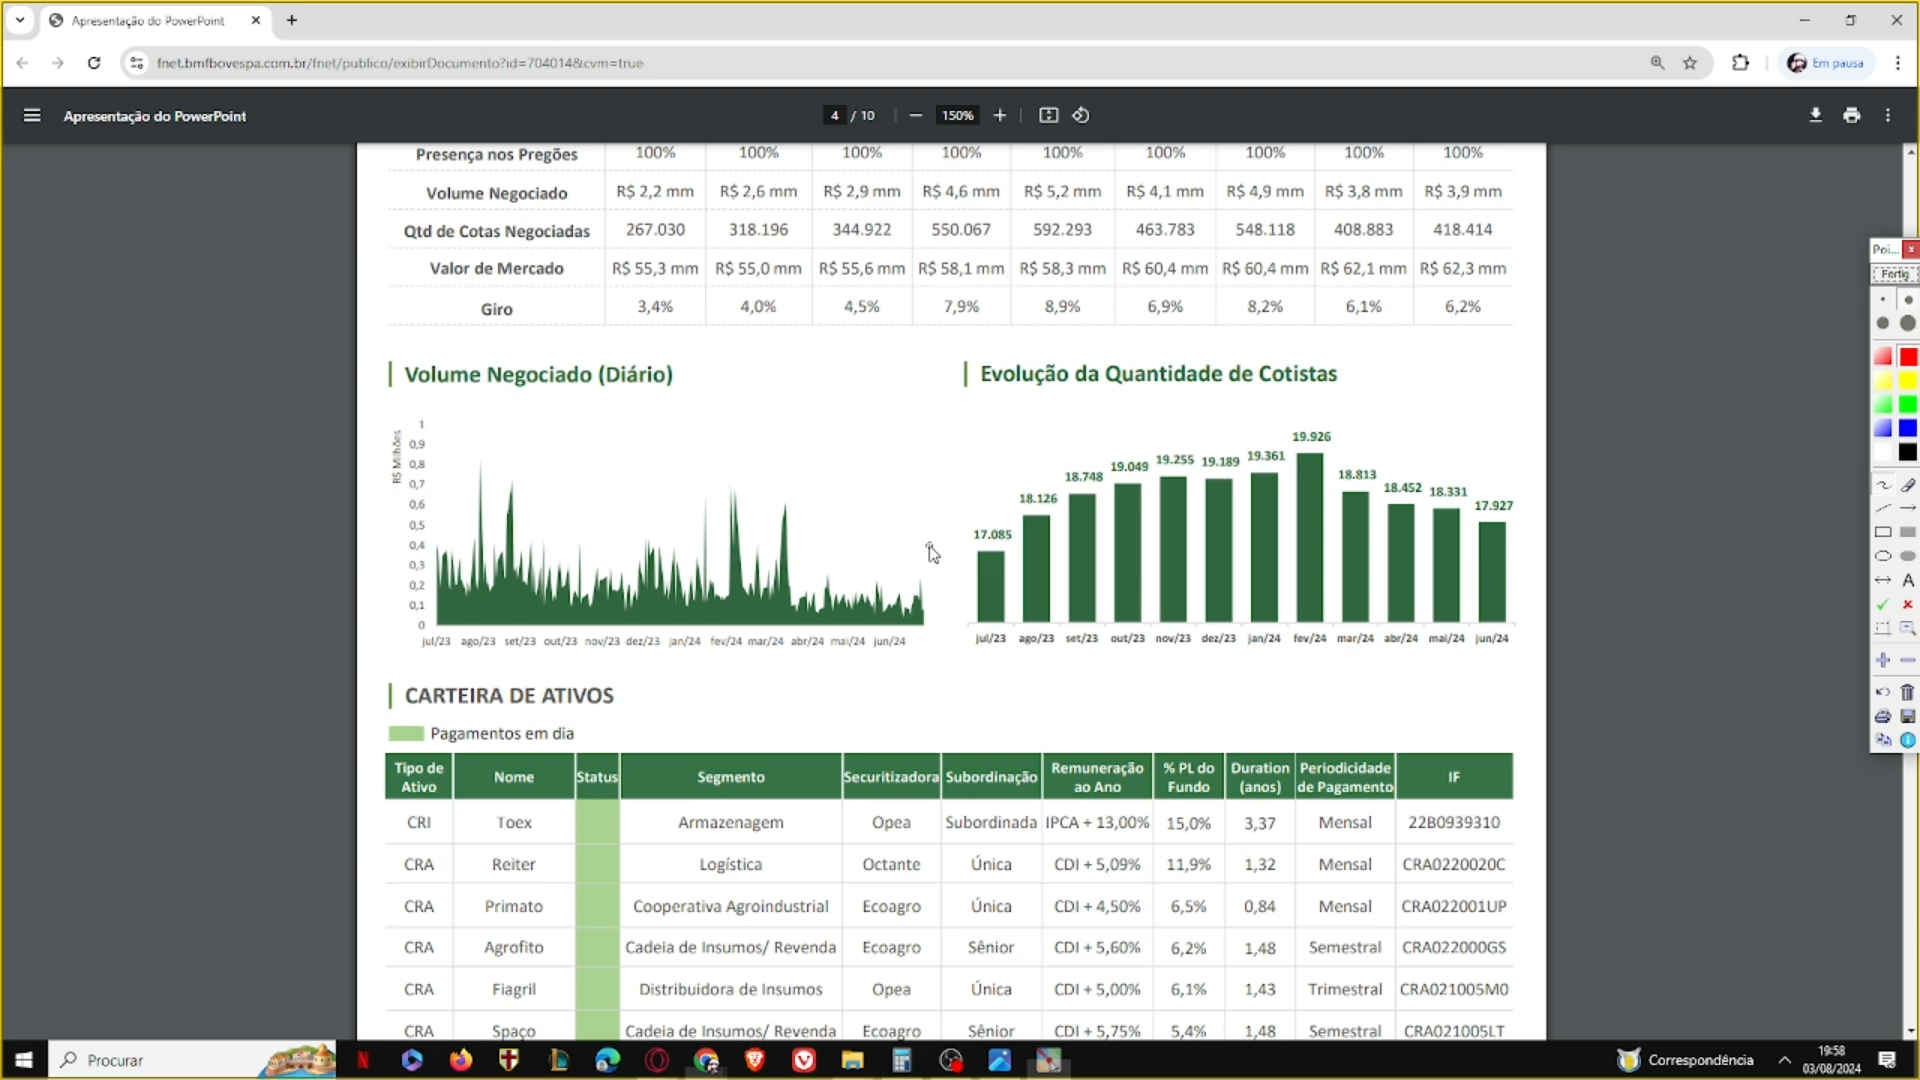 Apresentação do PowerPoint
fnet.bmfbovespa.com.br/fnet/publico/exibirDocumento?id=704014&cvm=true
Em pausa
Apresentação do PowerPoint
4 / 10
150%
Presença nos Pregões 100% 100% 100% 100% 100% 100% 100% 100% 100%
Volume Negociado R$ 2,2 mm R$ 2,6 mm R$ 2,9 mm R$ 4,6 mm R$ 5,2 mm R$ 4,1 mm R$ 4,9 mm R$ 3,8 mm R$ 3,9 mm
Qtd de Cotas Negociadas 267.030 318.196 344.922 550.067 592.293 463.783 548.118 408.883 418.414
Valor de Mercado R$ 55,3 mm R$ 55,0 mm R$ 55,6 mm R$ 58,1 mm R$ 58,3 mm R$ 60,4 mm R$ 60,4 mm R$ 62,1 mm R$ 62,3 mm
Giro 3,4% 4,0% 4,5% 7,9% 8,9% 6,9% 8,2% 6,1% 6,2%
Poi...
Fertig
A
Volume Negociado (Diário)
R$ Milhões
1
0,9
0,8
0,7
0,6
0,5
0,4
0,3
0,2
0,1
0
jul/23 ago/23 set/23 out/23 nov/23 dez/23 jan/24 fev/24 mar/24 abr/24 mai/24 jun/24
Evolução da Quantidade de Cotistas
17.085 18.126 18.748 19.049 19.255 19.189 19.361 19.926 18.813 18.452 18.331 17.927
jul/23 ago/23 set/23 out/23 nov/23 dez/23 jan/24 fev/24 mar/24 abr/24 mai/24 jun/24
CARTEIRA DE ATIVOS
Pagamentos em dia
Tipo de Ativo Nome Status Segmento Securitizadora Subordinação Remuneração ao Ano % PL do Fundo Duration (anos) Periodicidade de Pagamento IF
CRI Toex Armazenagem Opea Subordinada IPCA + 13,00% 15,0% 3,37 Mensal 22B0939310
CRA Reiter Logística Octante Única CDI + 5,09% 11,9% 1,32 Mensal CRA0220020C
CRA Primato Cooperativa Agroindustrial Ecoagro Única CDI + 4,50% 6,5% 0,84 Mensal CRA022001UP
CRA Agrofito Cadeia de Insumos/ Revenda Ecoagro Sênior CDI + 5,60% 6,2% 1,48 Semestral CRA022000GS
CRA Fiagril Distribuidora de Insumos Opea Única CDI + 5,00% 6,1% 1,43 Trimestral CRA021005M0
CRA Spaço Cadeia de Insumos/ Revenda Ecoagro Sênior CDI + 5,75% 5,4% 1,48 Semestral CRA021005LT
Procurar
Correspondência
19:58
03/08/2024